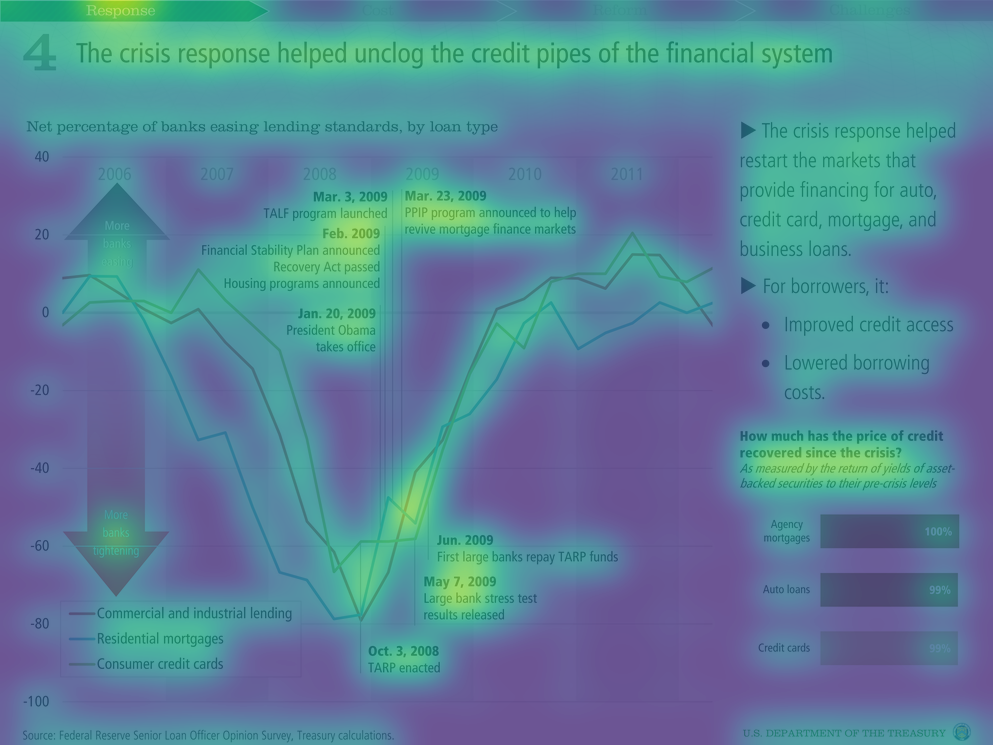 Response
4 The crisis response helped unclog the credit pipes of the financial system
Net percentage of banks easing lending standards, by loan type
40
20
0
-20
-40
-60
-80
-100
2006 2007 2008 2009 2010 2011
More
banks
More
banks
tightening
Mar. 3, 2009
TALF program launched
Feb. 2009
Financial Stability Plan announced
Recovery Act passed
Housing programs announced
Jan. 20, 2009
President Obama
takes office
Mar. 23, 2009
PPIP program announced to help
revive mortgage finance markets
Jun. 2009
First large banks repay TARP funds
May 7, 2009
Large bank stress test
results released
Oct. 3, 2008
TARP enacted
Commercial and industrial lending
Residential mortgages
Consumer credit cards
Source: Federal Reserve Senior Loan Officer Opinion Survey, Treasury calculations.
▶ The crisis response helped
restart the markets that
provide financing for auto,
credit card, mortgage, and
business loans.
▶ For borrowers, it:
• Improved credit access
• Lowered borrowing
costs.
How much has the price of credit
recovered since the crisis?
As measured by the return of yields of asset-
backed securities to their pre-crisis levels
Agency
mortgages
100%
Auto loans
99%
Credit cards
99%
U.S. DEPARTMENT OF THE TREASURY